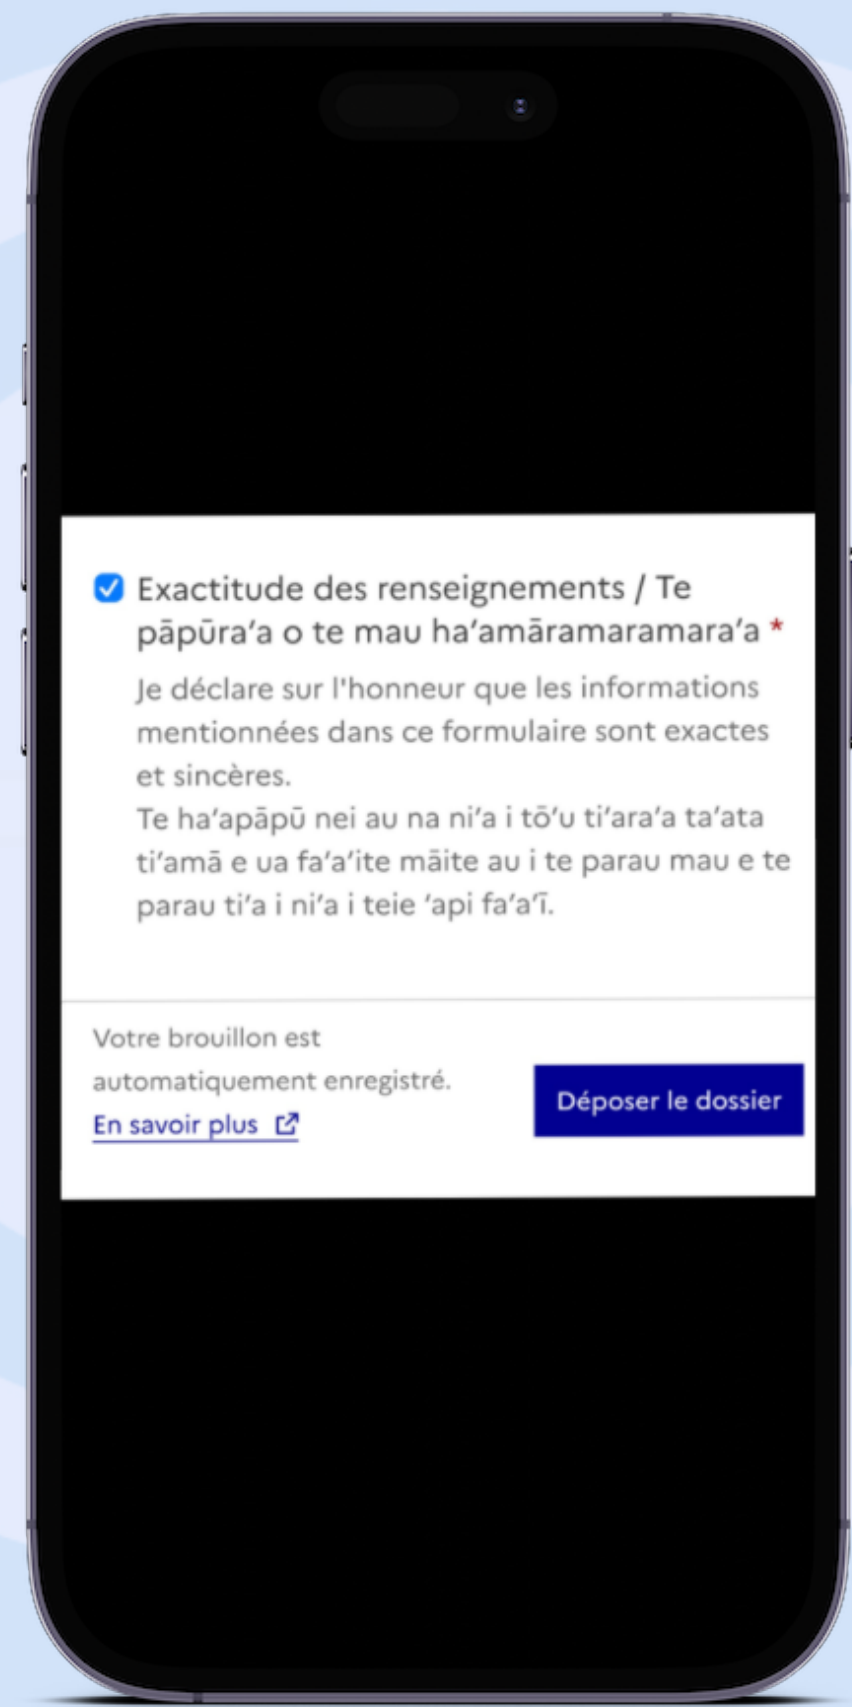 Exactitude des renseignements / Te
pāpūra’a o te mau ha’amāramaramara’a *
Je déclare sur l'honneur que les informations
mentionnées dans ce formulaire sont exactes
et sincères.
Te ha’apāpū nei au na ni’a i tō’u ti’ara’a ta’ata
ti’amā e ua fa’a’ite māite au i te parau mau e te
parau ti’a i ni’a i teie ‘api fa’a’ī.
Votre brouillon est
automatiquement enregistré.
En savoir plus
Déposer le dossier